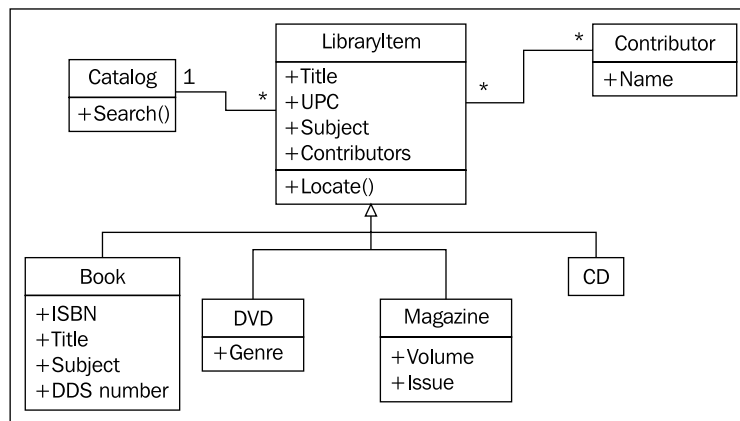 LibraryItem
+Title
+UPC
+Subject
+Contributors
+Locate()
Catalog
+Search()
1
*
*
*
Contributor
+Name
Book
+ISBN
+Title
+Subject
+DDS number
DVD
+Genre
Magazine
+Volume
+Issue
CD